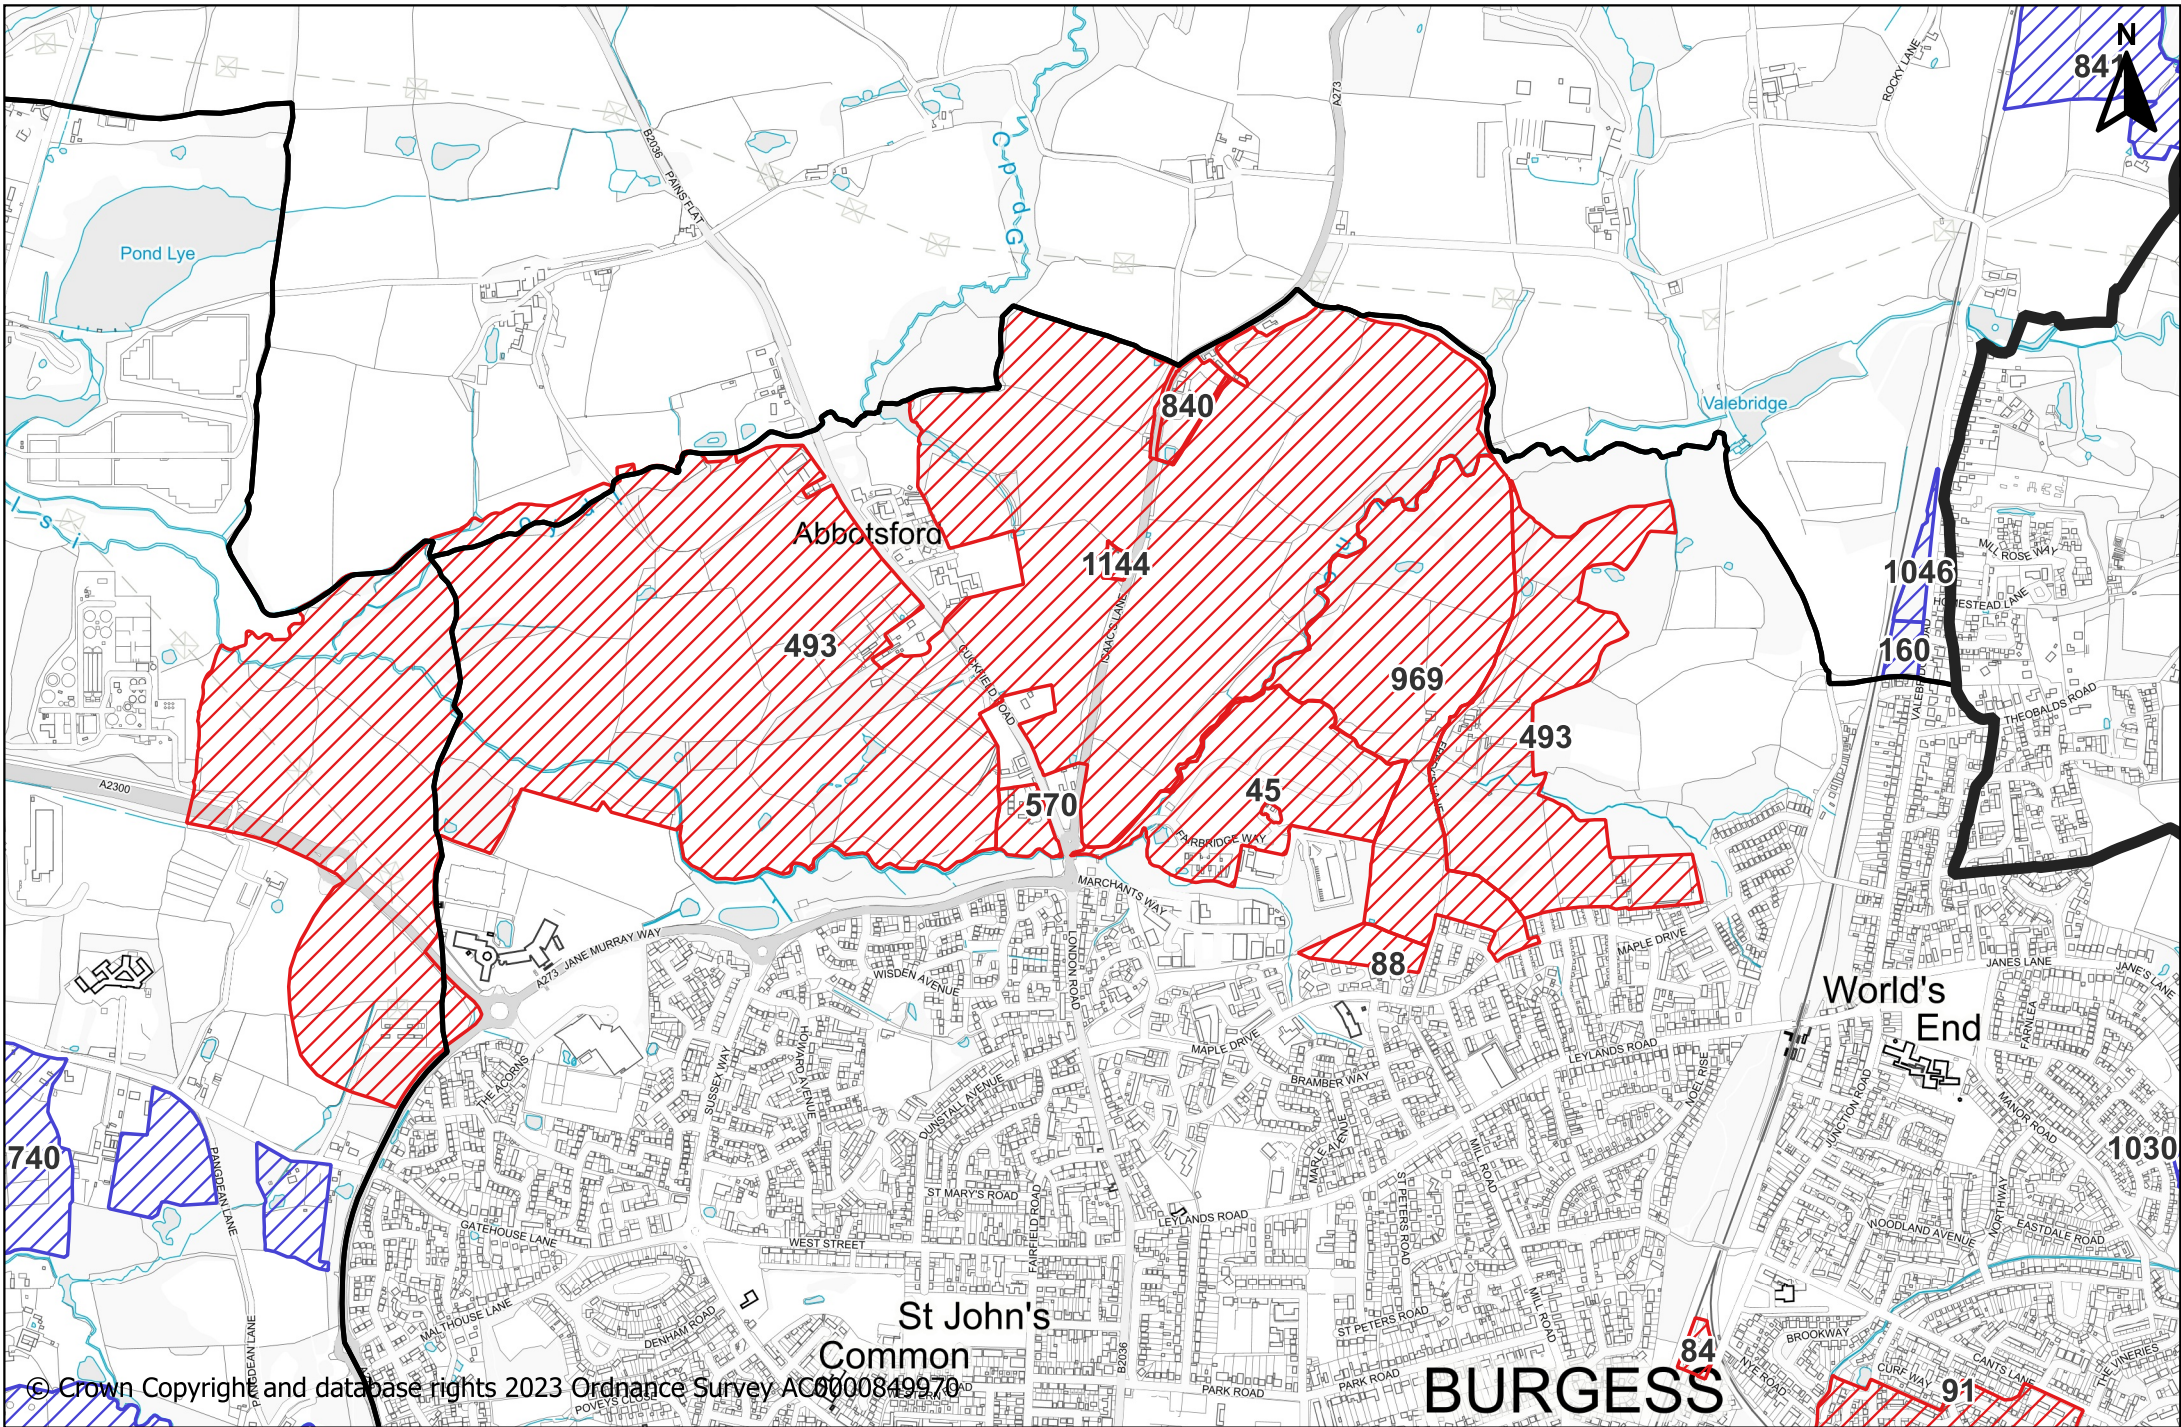 N
841
ROCKY LANE
A273
B2036
PAINS FLAT
C p d G
Pond Lye
Valebridge
840
Abbotsford
1144
ISAAC'S LANE
1046
MILL ROSE WAY
HOMESTEAD LANE
160
493
CUCKFIELD ROAD
969
493
THEOBALDS ROAD
A2300
570
45
FAIRBRIDGE WAY
MARCHANTS WAY
A273 JANE MURRAY WAY
LONDON ROAD
WISDEN AVENUE
88
MAPLE DRIVE
JANES LANE
JANES LANE
World's
End
FARNLEA
SUSSEX WAY
HOWARD AVENUE
MAPLE DRIVE
LEYLANDS ROAD
THE ACORNS
BRAMBER WAY
NOEL RISE
DUNSTALL AVENUE
JUNCTION ROAD
MANOR ROAD
740
1030
PANGDEAN LANE
MAPLE AVENUE
MILL ROAD
ST MARY'S ROAD
FAIRFIELD ROAD
ST PETERS ROAD
LEYLANDS ROAD
GATEHOUSE LANE
WEST STREET
NORTHWAY
WOODLAND AVENUE
EASTDALE ROAD
St John's
Common
MALTHOUSE LANE
DENHAM ROAD
PANGDEAN LANE
B2036
ST PETERS ROAD
MILL ROAD
84
BROOKWAY
NYE ROAD
CURF WAY
CANTS LANE
THE VINERIES
91
PARK ROAD
PARK ROAD
BURGESS
POVEYS CLOSE
© Crown Copyright and database rights 2023 Ordnance Survey AC0000849970